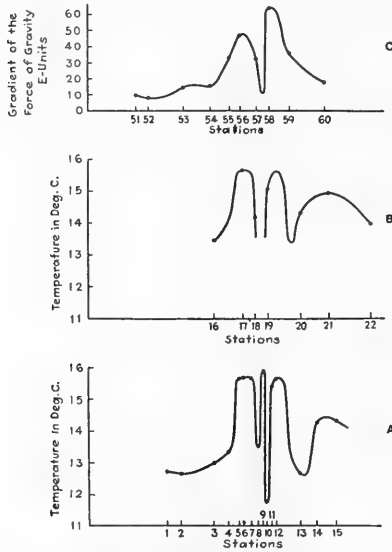 Gradient of the
Force of Gravity
E-Units
60
50
40
30
20
10
51 52 53 54 55 56 57 58 59 60
Stations
C
Temperature in Deg. C.
16
15
14
13
12
11
16 17 18 19 20 21 22
Stations
B
Temperature in Deg. C.
16
15
14
13
12
11
9 11
1 2 3 4 5 6 7 8 10 12 13 14 15
Stations
A